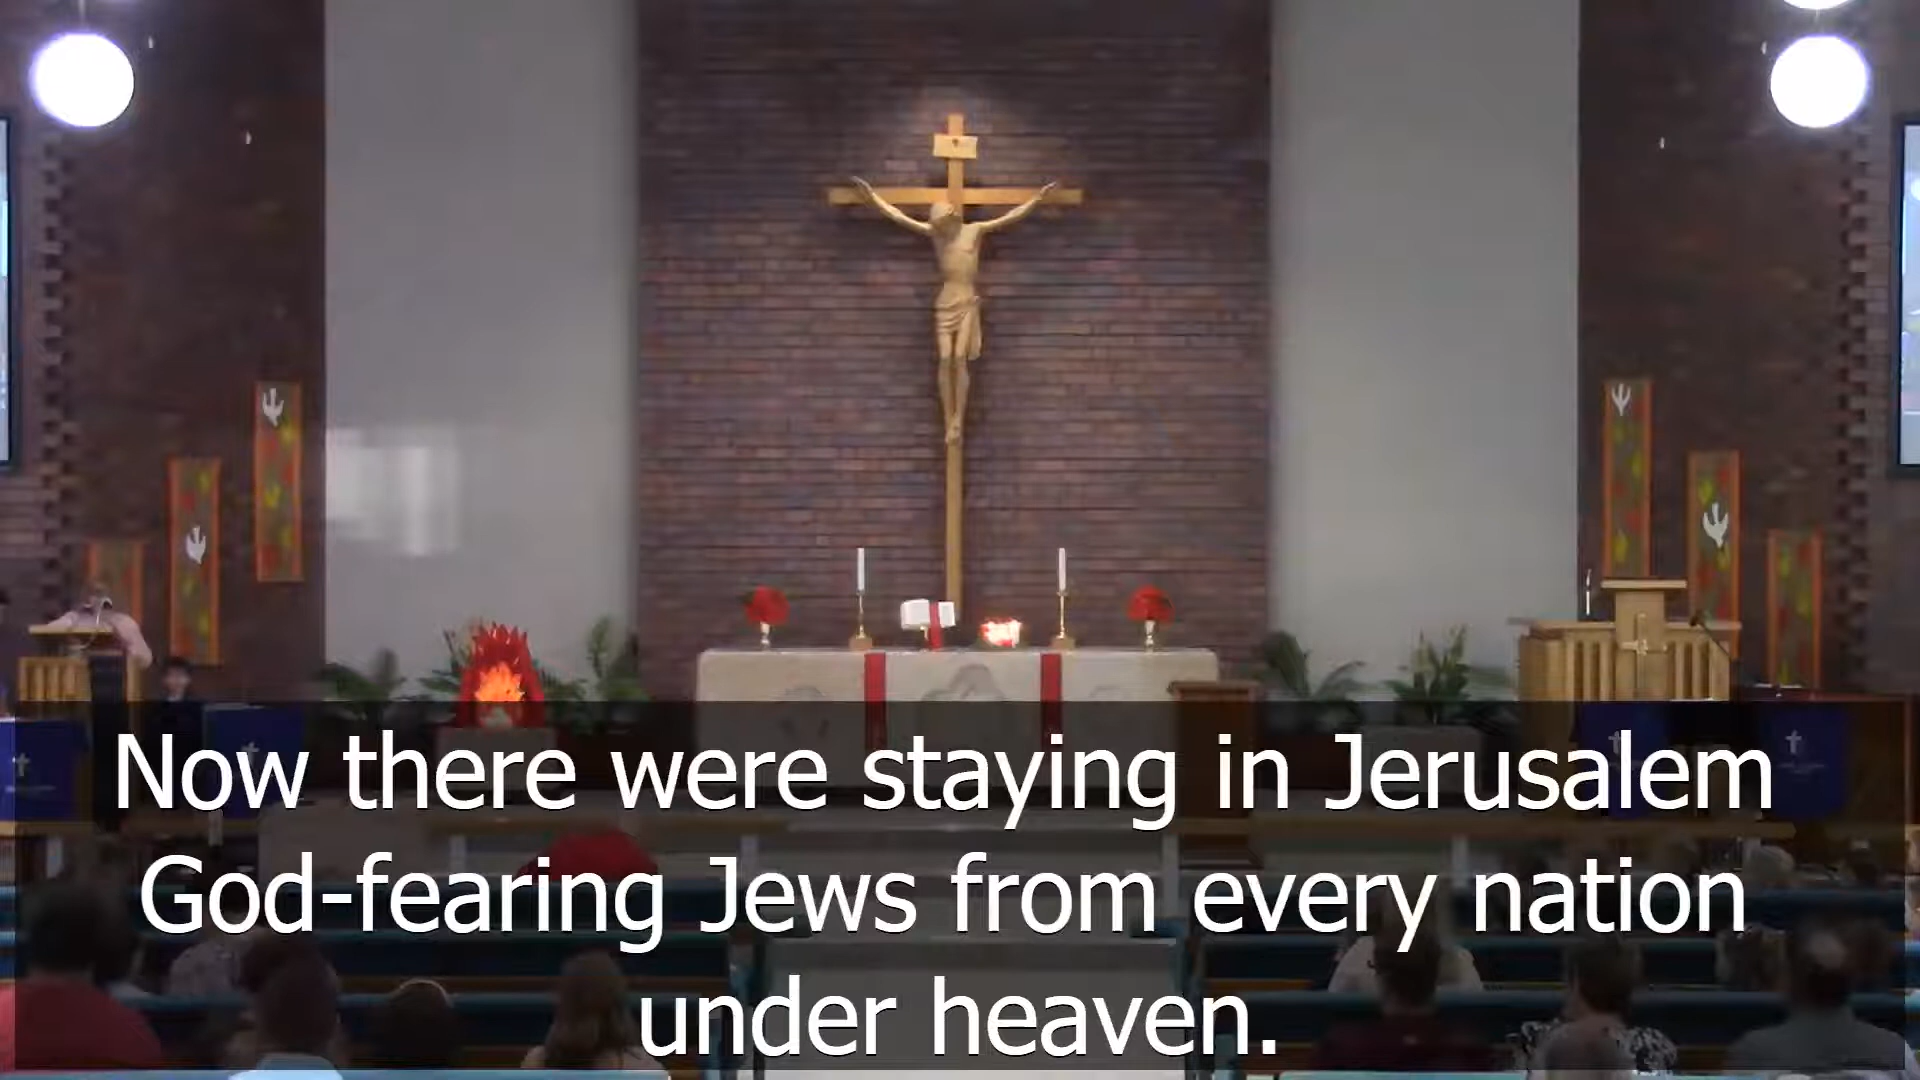 Now there were staying in Jerusalem
God-fearing Jews from every nation
under heaven.